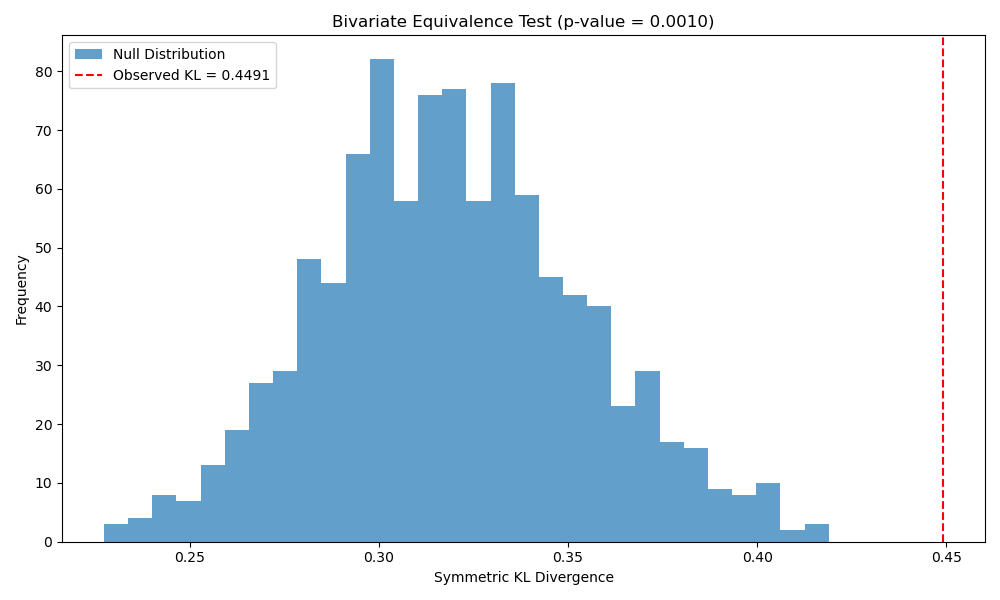 Bivariate Equivalence Test (p-value = 0.0010)
Null Distribution
Observed KL = 0.4491
80
70
60
50
40
30
20
10
0
Frequency
0.25
0.30
0.35
0.40
0.45
Symmetric KL Divergence